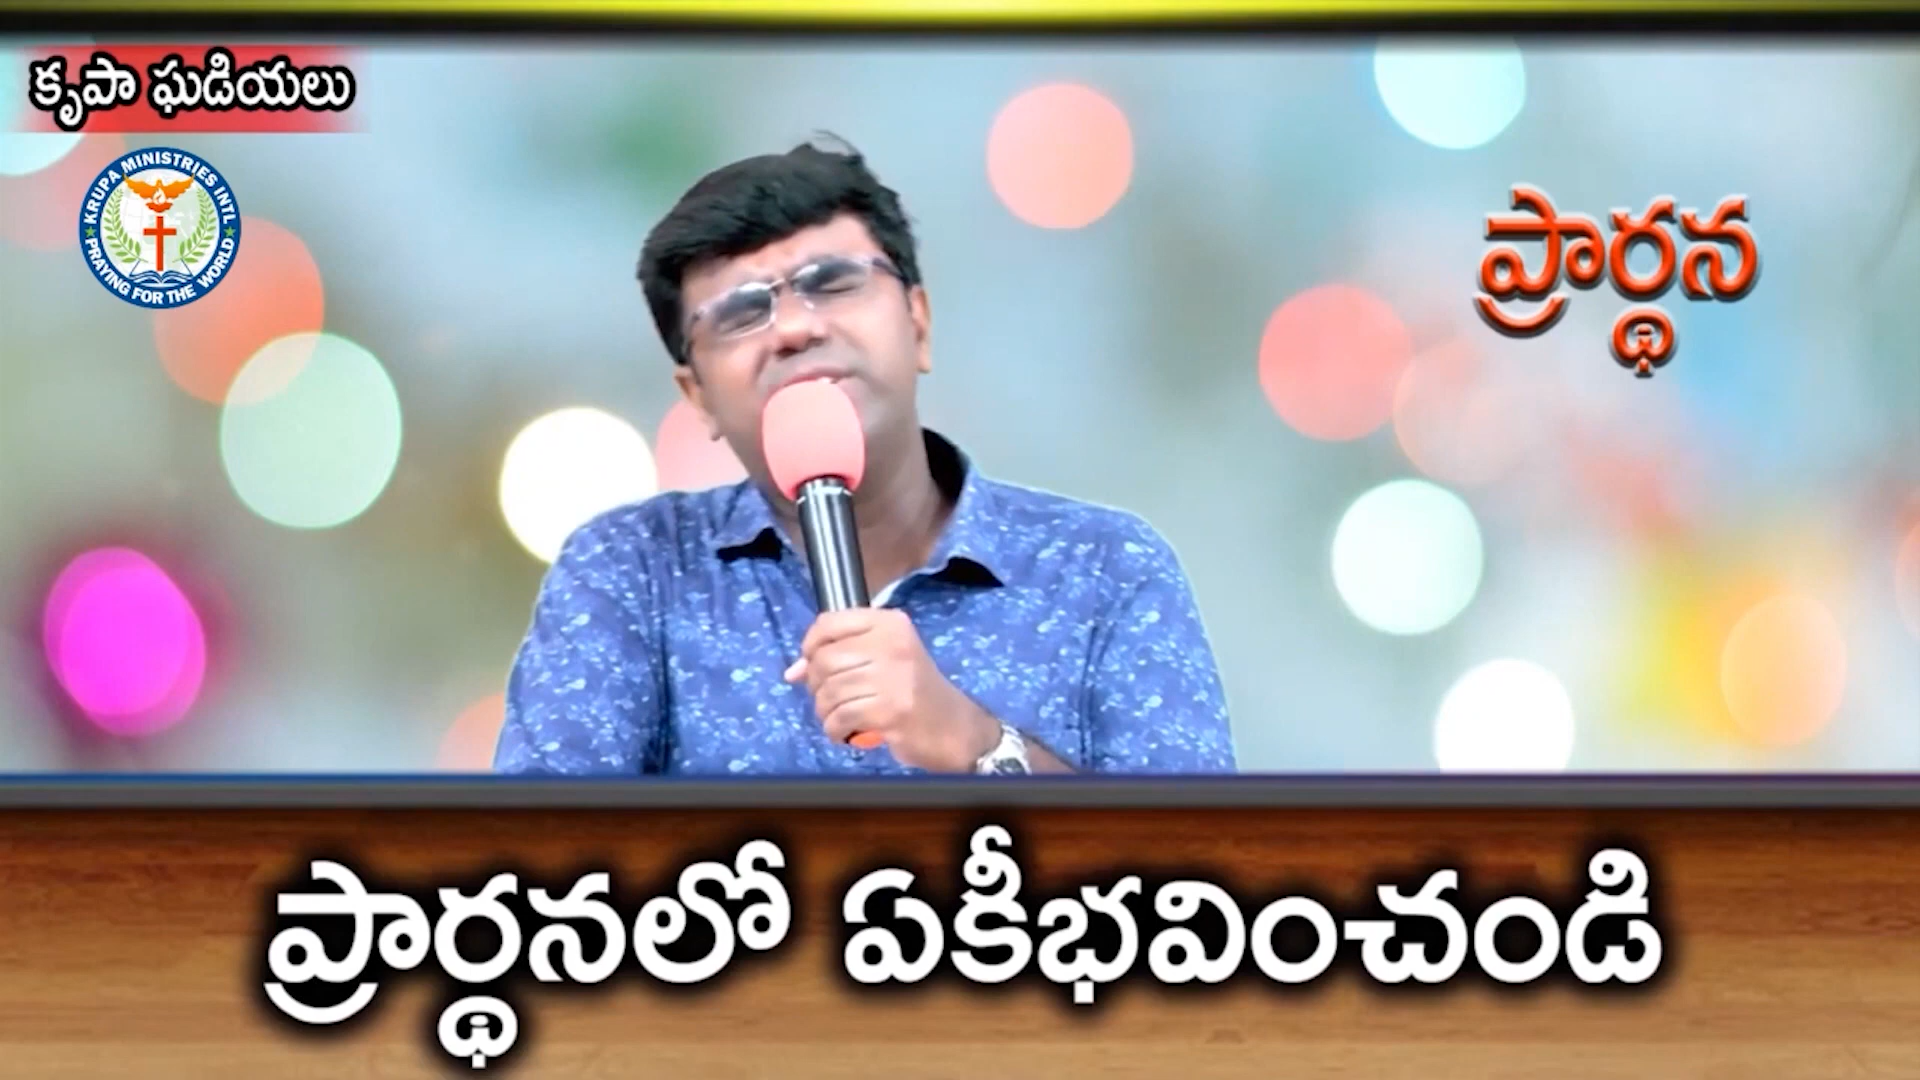 కృపా ఘడియలు
KRUPA MINISTRIES INTL
PRAYING FOR THE WORLD
ప్రార్థన
ప్రార్థనలో ఏకీభవించండి